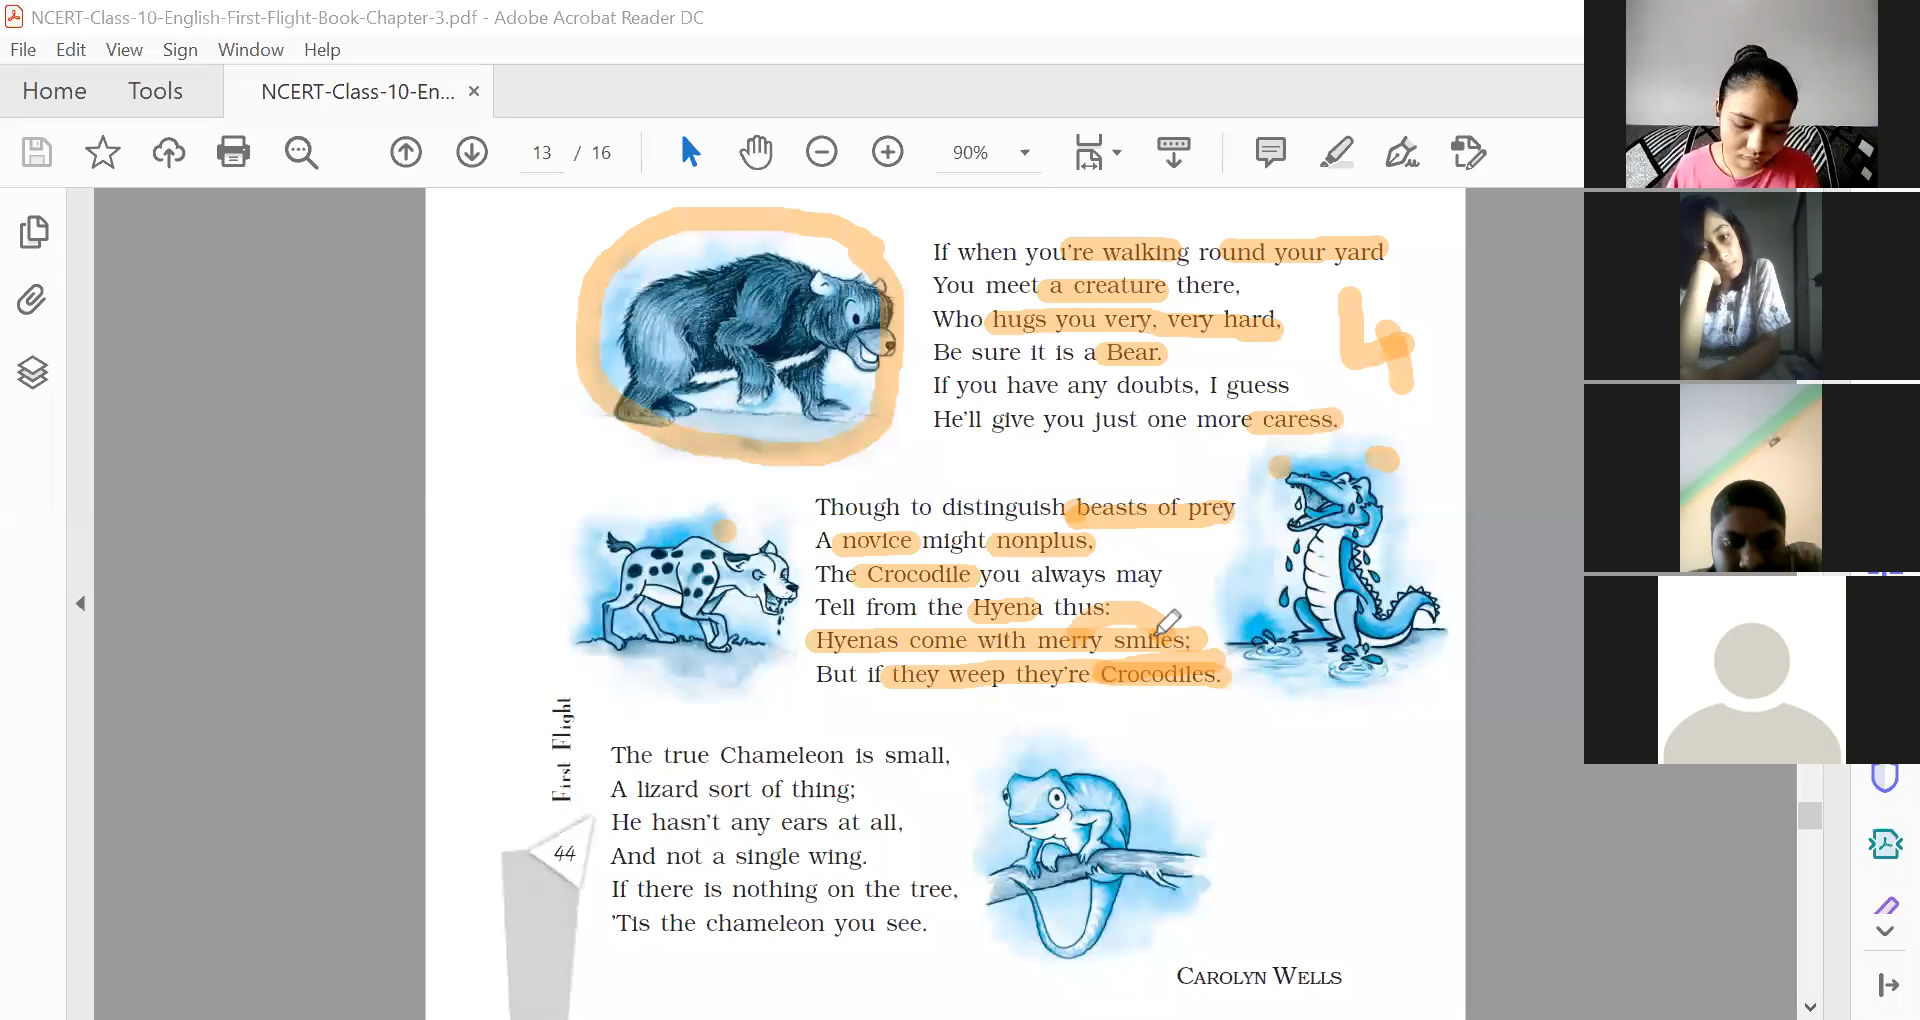 NCERT-Class-10-English-First-Flight-Book-Chapter-3.pdf - Adobe Acrobat Reader DC
File Edit View Sign Window Help
Home Tools NCERT-Class-10-En... ×
13 / 16 90%
If when you're walking round your yard
You meet a creature there,
Who hugs you very, very hard,
Be sure it is a Bear.
If you have any doubts, I guess
He'll give you just one more caress.
4
Though to distinguish beasts of prey
A novice might nonplus,
The Crocodile you always may
Tell from the Hyena thus:
Hyenas come with merry smiles;
But if they weep they're Crocodiles.
The true Chameleon is small,
A lizard sort of thing;
He hasn't any ears at all,
And not a single wing.
If there is nothing on the tree,
'Tis the chameleon you see.
CAROLYN WELLS
First Flight
44